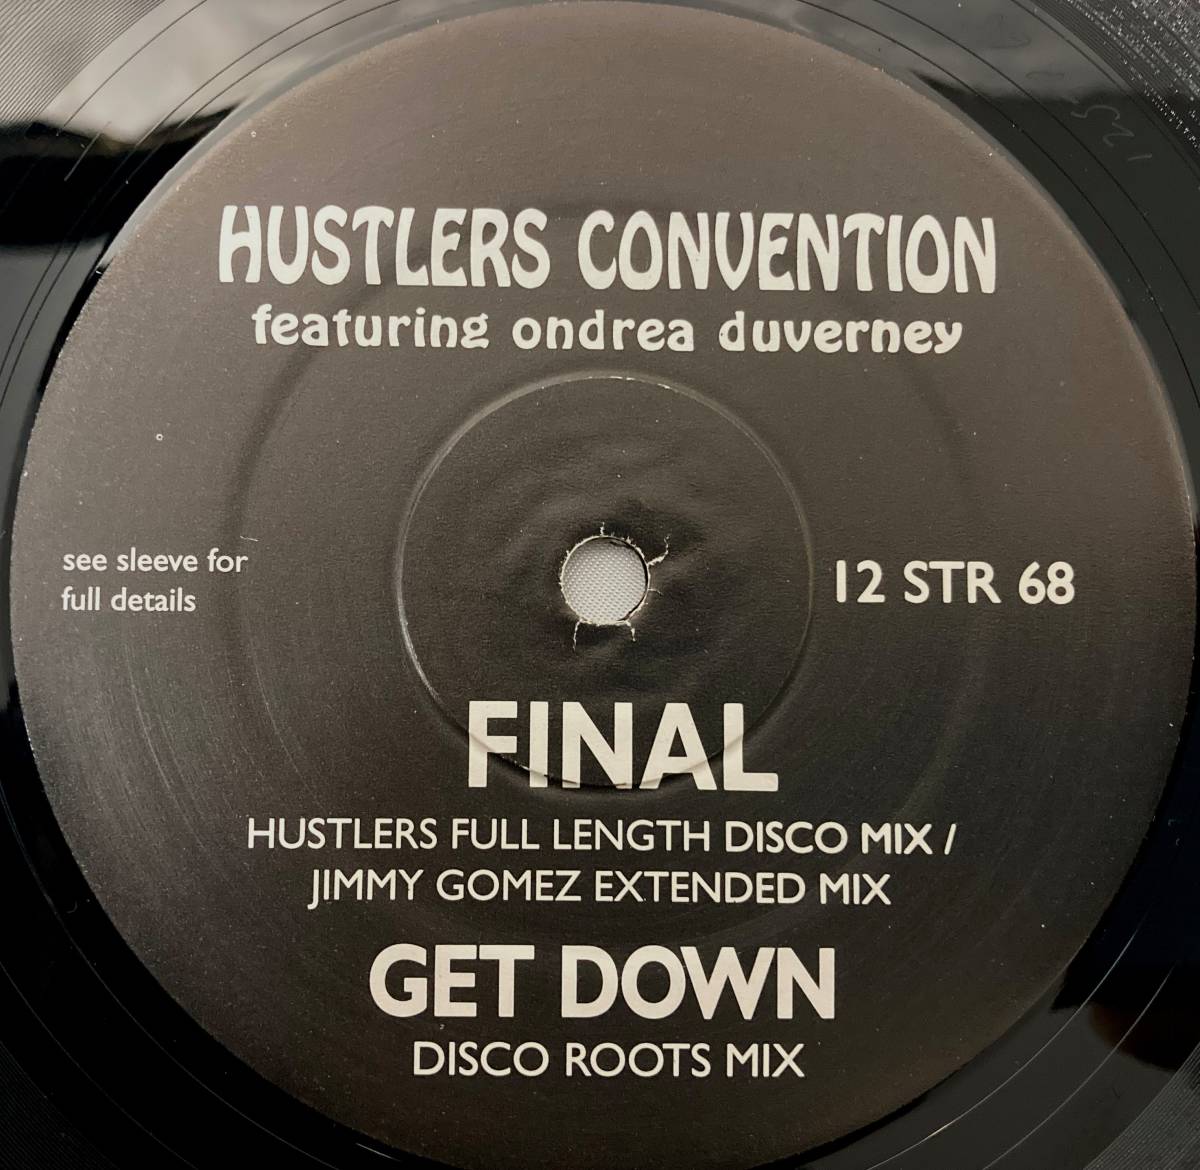 HUSTLERS CONVENTION
featuring ondrea duverney
see sleeve for
full details
12 STR 68
FINAL
HUSTLERS FULL LENGTH DISCO MIX /
JIMMY GOMEZ EXTENDED MIX
GET DOWN
DISCO ROOTS MIX